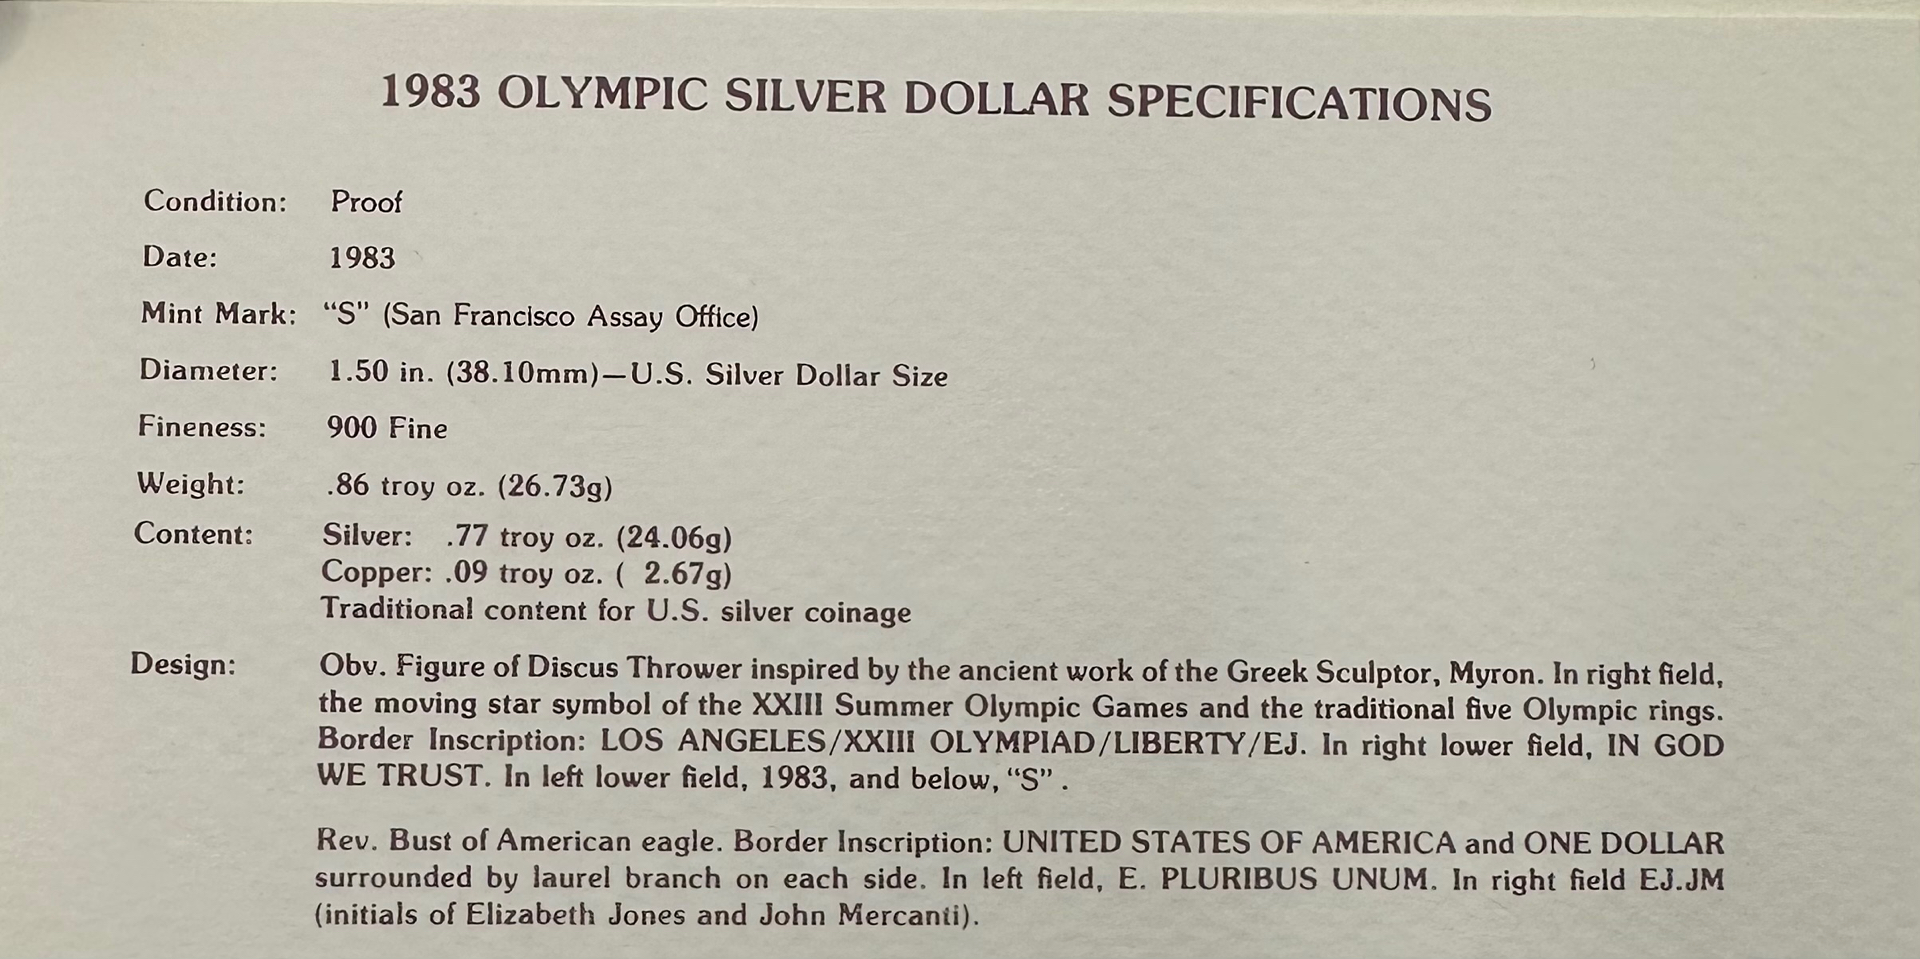 1983 OLYMPIC SILVER DOLLAR SPECIFICATIONS
Condition: Proof
Date: 1983
Mint Mark: “S” (San Francisco Assay Office)
Diameter: 1.50 in. (38.10mm)—U.S. Silver Dollar Size
Fineness: 900 Fine
Weight: .86 troy oz. (26.73g)
Content: Silver: .77 troy oz. (24.06g)
Copper: .09 troy oz. ( 2.67g)
Traditional content for U.S. silver coinage
Design: Obv. Figure of Discus Thrower inspired by the ancient work of the Greek Sculptor, Myron. In right field,
the moving star symbol of the XXIII Summer Olympic Games and the traditional five Olympic rings.
Border Inscription: LOS ANGELES/XXIII OLYMPIAD/LIBERTY/EJ. In right lower field, IN GOD
WE TRUST. In left lower field, 1983, and below, “S” .
Rev. Bust of American eagle. Border Inscription: UNITED STATES OF AMERICA and ONE DOLLAR
surrounded by laurel branch on each side. In left field, E. PLURIBUS UNUM. In right field EJ.JM
(initials of Elizabeth Jones and John Mercanti).